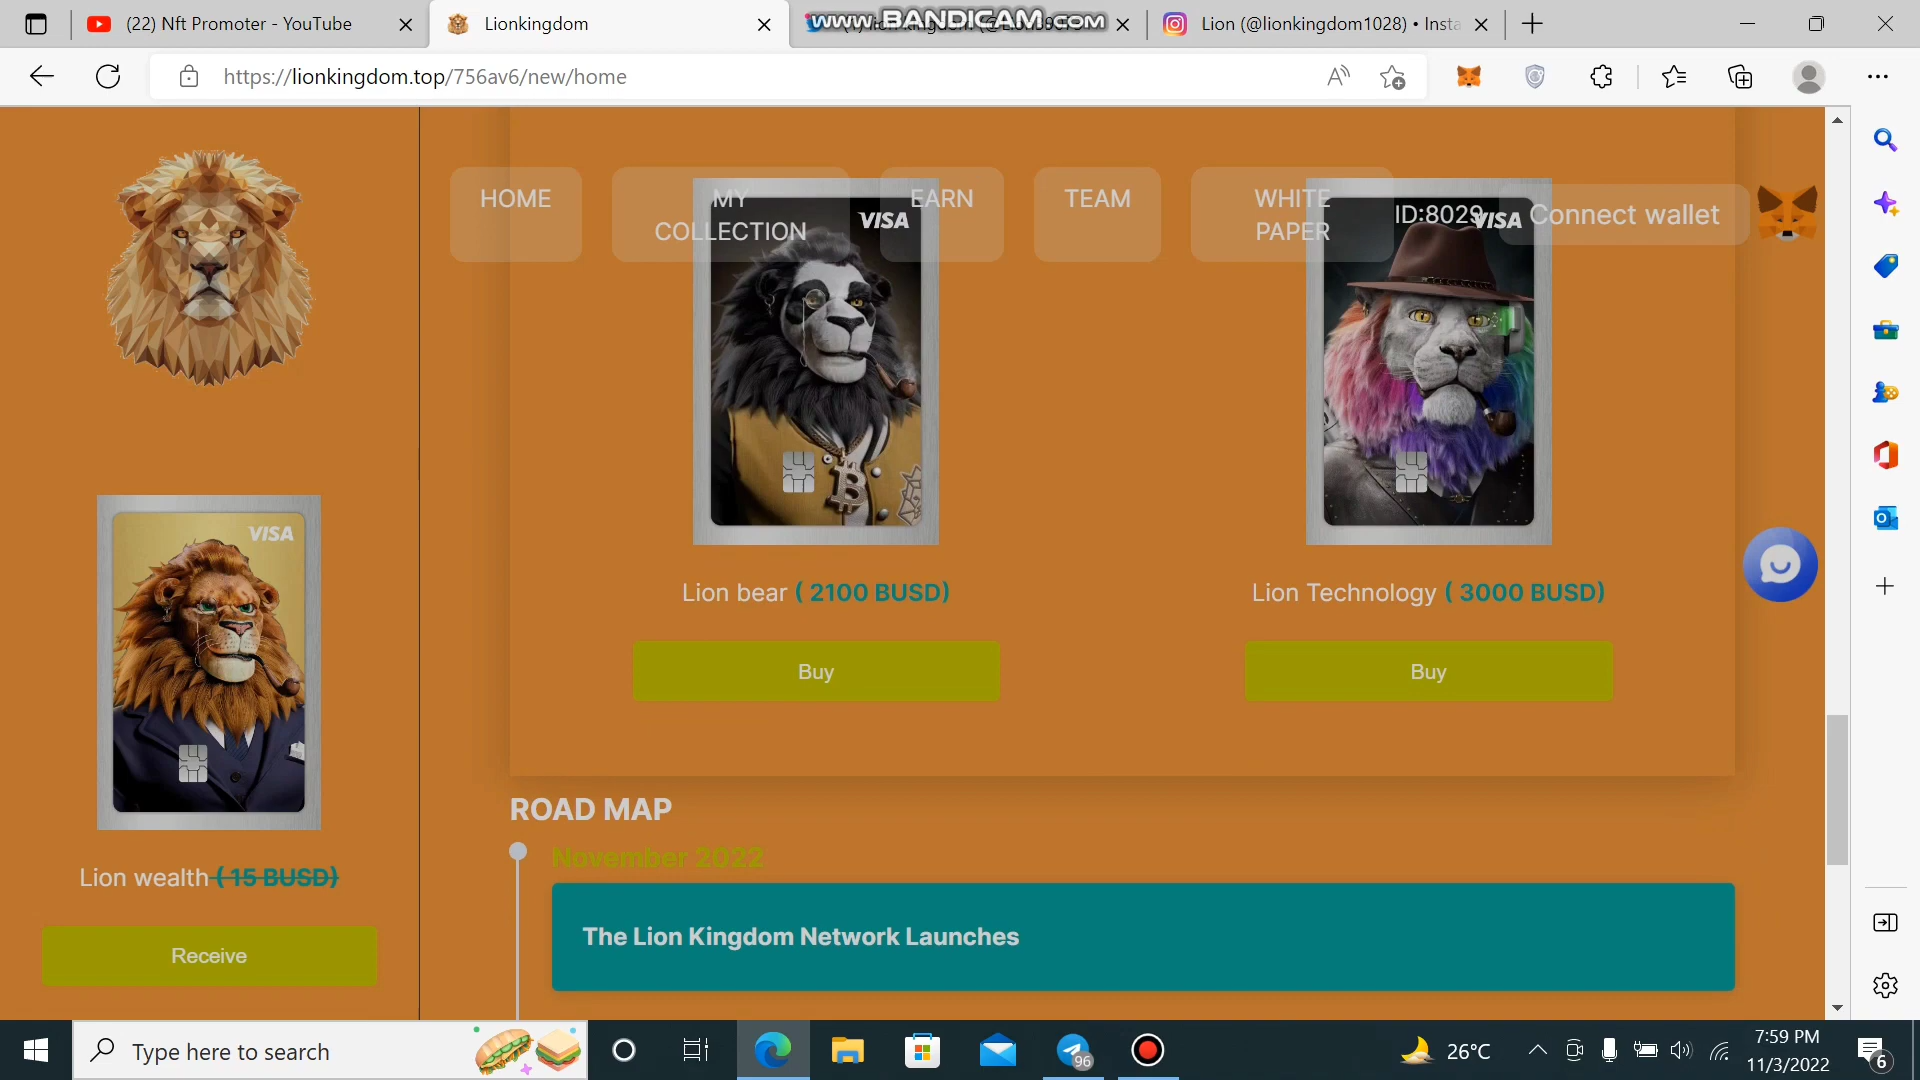 (22) Nft Promoter - YouTube
Lionkingdom
www.BANDICAM.COM
Lion (@lionkingdom1028) • Insta
https://lionkingdom.top/756av6/new/home
HOME
MY
COLLECTION
EARN
TEAM
WHITE
PAPER
ID:8029
Connect wallet
VISA
VISA
VISA
Lion bear ( 2100 BUSD)
Lion Technology ( 3000 BUSD)
Buy
Buy
Lion wealth ( 15 BUSD)
Receive
ROAD MAP
November 2022
The Lion Kingdom Network Launches
Type here to search
96
26°C
7:59 PM
11/3/2022
6